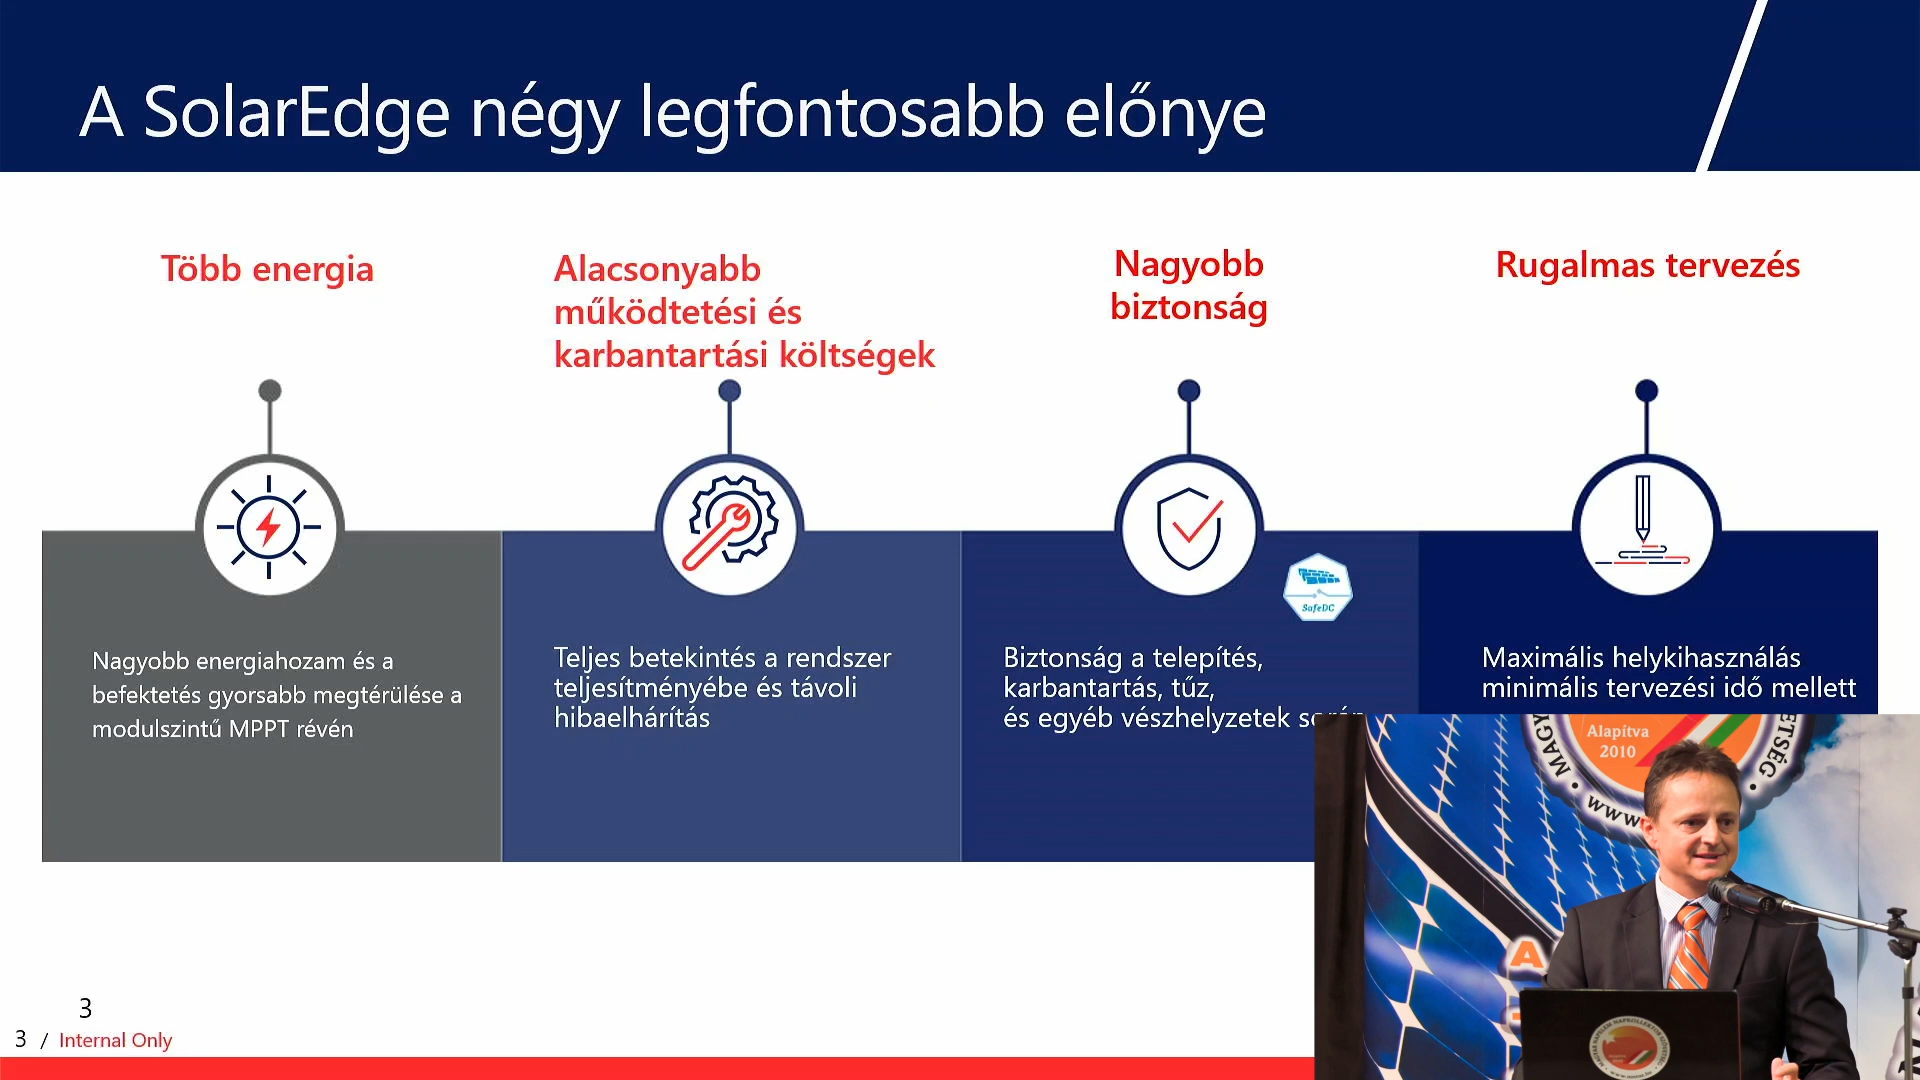 A SolarEdge négy legfontosabb előnye
Több energia
Alacsonyabb
működtetési és
karbantartási költségek
Nagyobb
biztonság
Rugalmas tervezés
Nagyobb energiahozam és a
befektetés gyorsabb megtérülése a
modulszintű MPPT révén
Teljes betekintés a rendszer
teljesítményébe és távoli
hibaelhárítás
SafeDC
Biztonság a telepítés,
karbantartás, tűz,
és egyéb vészhelyzetek
Maximális helykihasználás
minimális tervezési idő mellett
Alapítva
2010
3
3 / Internal Only